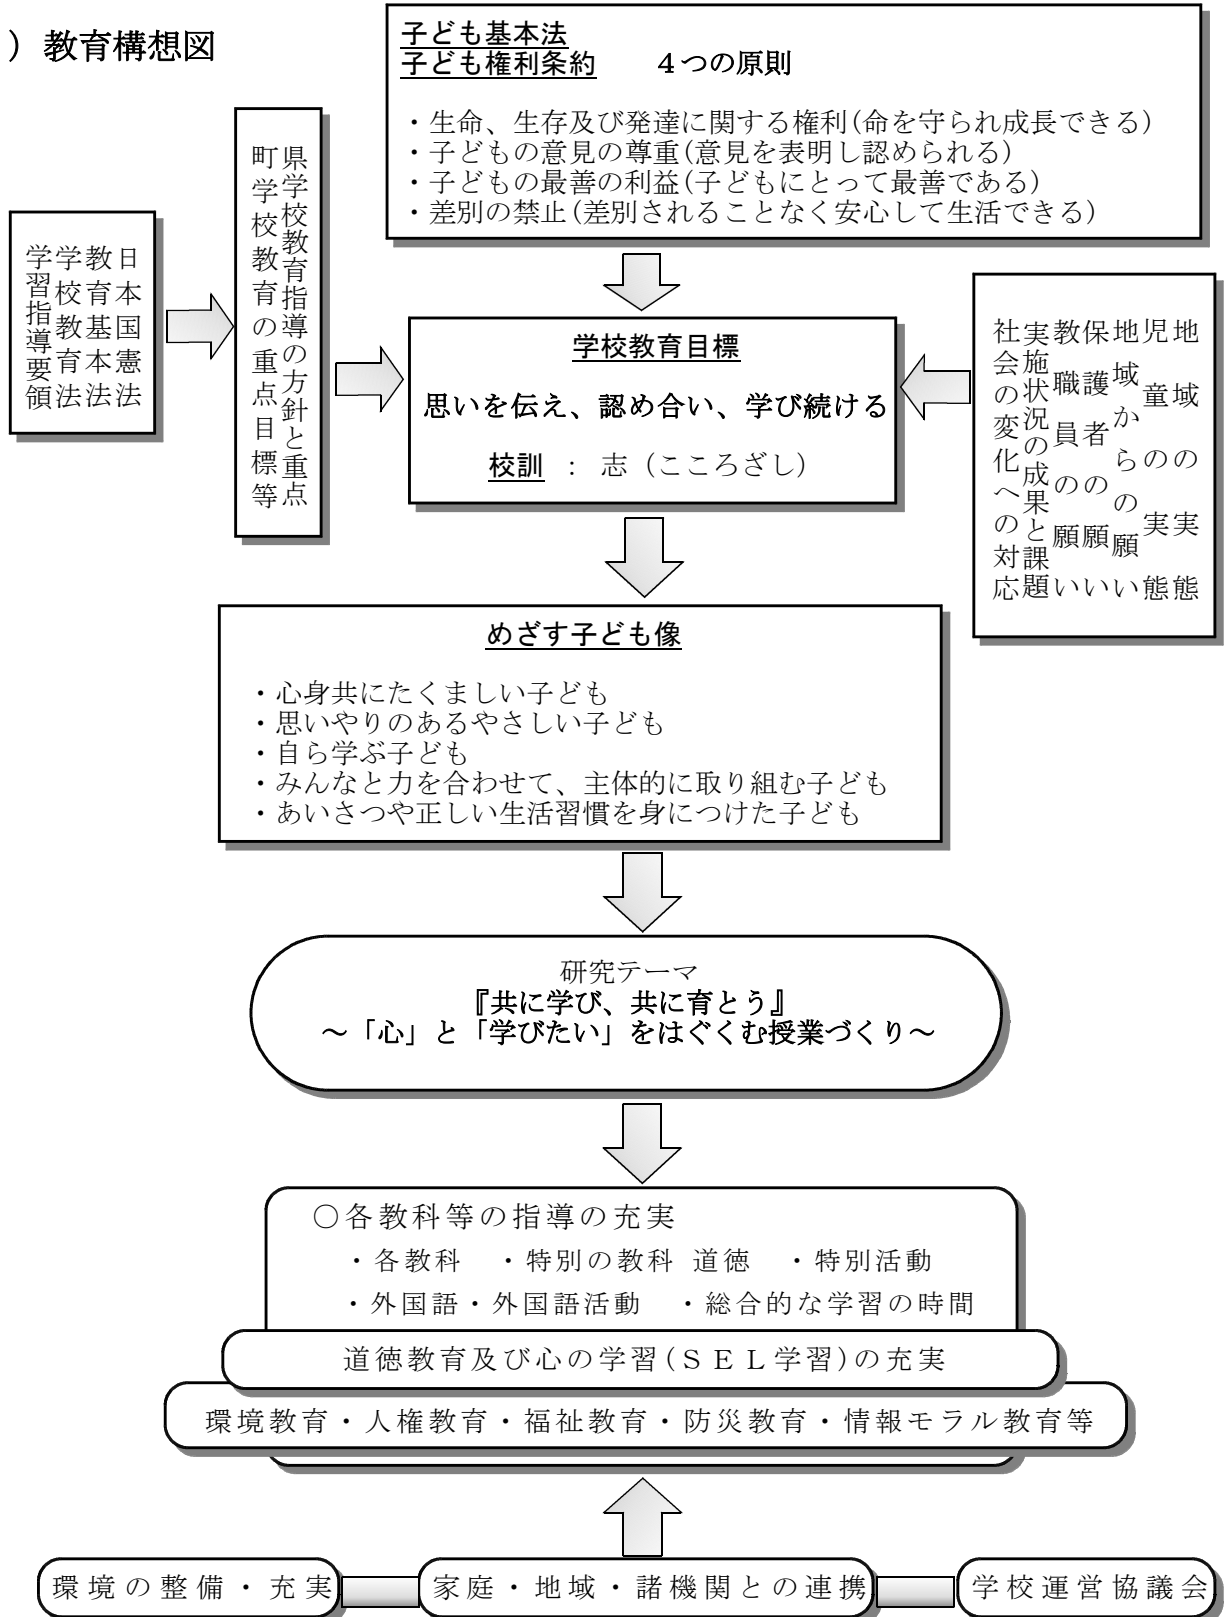 ）教育構想図
子ども基本法
子ども権利条約　　４つの原則
・生命、生存及び発達に関する権利(命を守られ成長できる)
・子どもの意見の尊重(意見を表明し認められる)
・子どもの最善の利益(子どもにとって最善である)
・差別の禁止(差別されることなく安心して生活できる)
日本国憲法
教育基本法
学校教育法
学習指導要領
県学校教育指導の方針と重点
町学校教育の重点目標等
学校教育目標
思いを伝え、認め合い、学び続ける
校訓　：　志（こころざし）
地域の実態
児童の実態
地域からの願い
保護者の願い
教職員の願い
実施状況の成果と課題
社会の変化への対応
めざす子ども像
・心身共にたくましい子ども
・思いやりのあるやさしい子ども
・自ら学ぶ子ども
・みんなと力を合わせて、主体的に取り組む子ども
・あいさつや正しい生活習慣を身につけた子ども
研究テーマ
『共に学び、共に育とう』
～「心」と「学びたい」をはぐくむ授業づくり～
○各教科等の指導の充実
・各教科　・特別の教科 道徳　・特別活動
・外国語・外国語活動　・総合的な学習の時間
道徳教育及び心の学習(ＳＥＬ学習)の充実
環境教育・人権教育・福祉教育・防災教育・情報モラル教育等
環境の整備・充実
家庭・地域・諸機関との連携
学校運営協議会